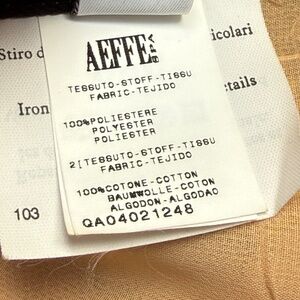 AEFFE
Stiro d
icolari
TESSUTO-STOFF-TISSU
FABRIC-TEJIDO
Iron
etails
100%POLIESTERE
POLYESTER
POLIESTER
2[TESSUTO-STOFF-TISSU
FABRIC-TEJIDO
100%COTONE-COTTON
BAUMWOLLE-COTON
ALGODON-ALGODAO
103
QA04021248